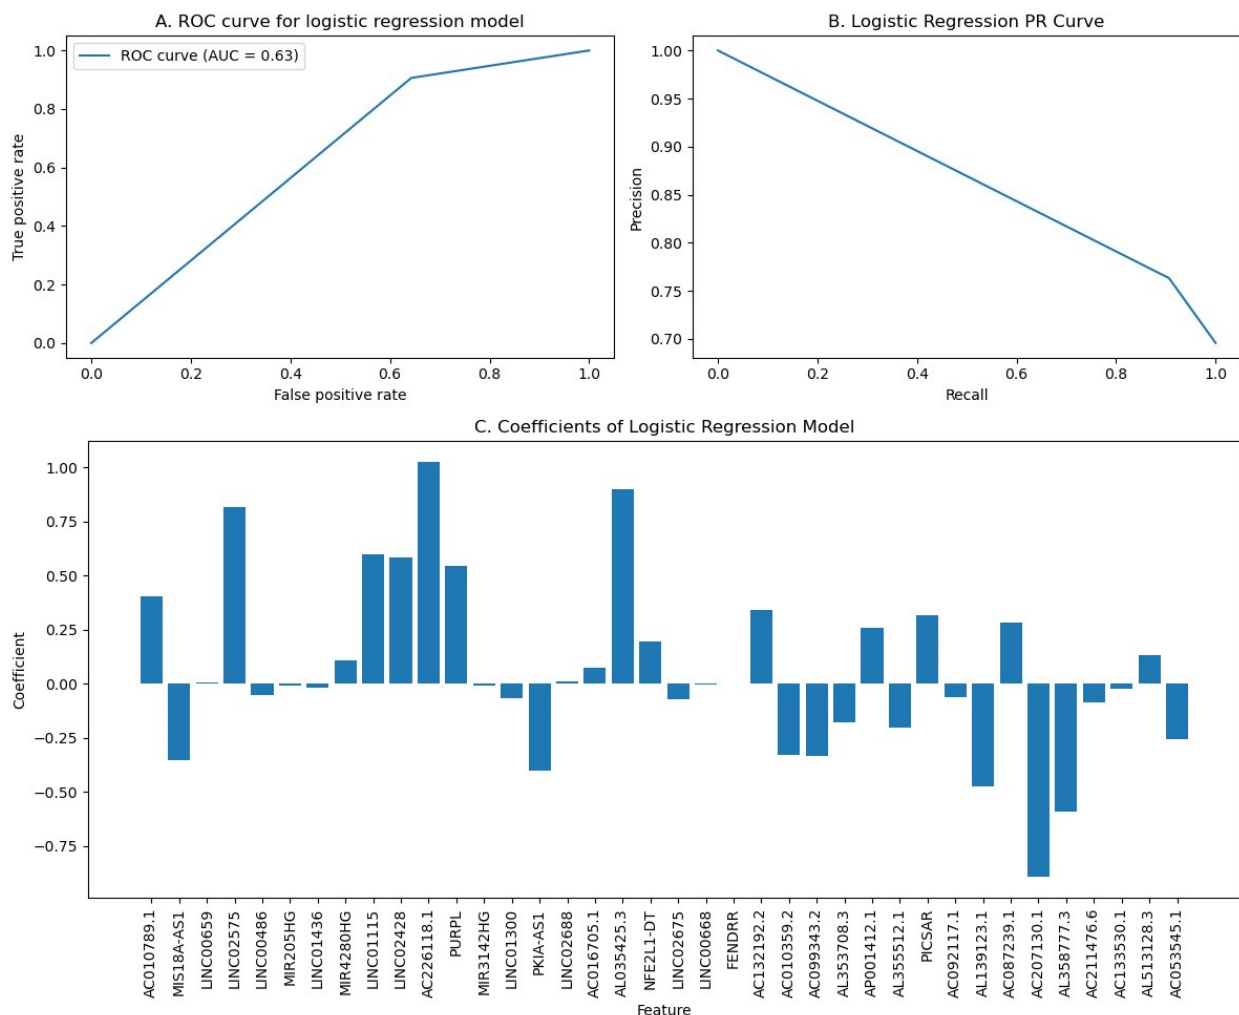 A. ROC curve for logistic regression model
ROC curve (AUC = 0.63)
True positive rate
1.0
0.8
0.6
0.4
0.2
0.0
0.0 0.2 0.4 0.6 0.8 1.0
False positive rate
B. Logistic Regression PR Curve
Precision
1.00
0.95
0.90
0.85
0.80
0.75
0.70
0.0 0.2 0.4 0.6 0.8 1.0
Recall
C. Coefficients of Logistic Regression Model
Coefficient
1.00
0.75
0.50
0.25
0.00
−0.25
−0.50
−0.75
AC010789.1
MIS18A-AS1
LINC00659
LINC02575
LINC00486
MIR205HG
LINC01436
MIR4280HG
LINC01115
LINC02428
AC226118.1
PURPL
MIR3142HG
LINC01300
PKIA-AS1
LINC02688
AC016705.1
AL035425.3
NFE2L1-DT
LINC02675
LINC00668
FENDRR
AC132192.2
AC010359.2
AC099343.2
AL353708.3
AP001412.1
AL355512.1
PICSAR
AC092117.1
AL139123.1
AC087239.1
AC207130.1
AL358777.3
AC211476.6
AC133530.1
AL513128.3
AC053545.1
Feature